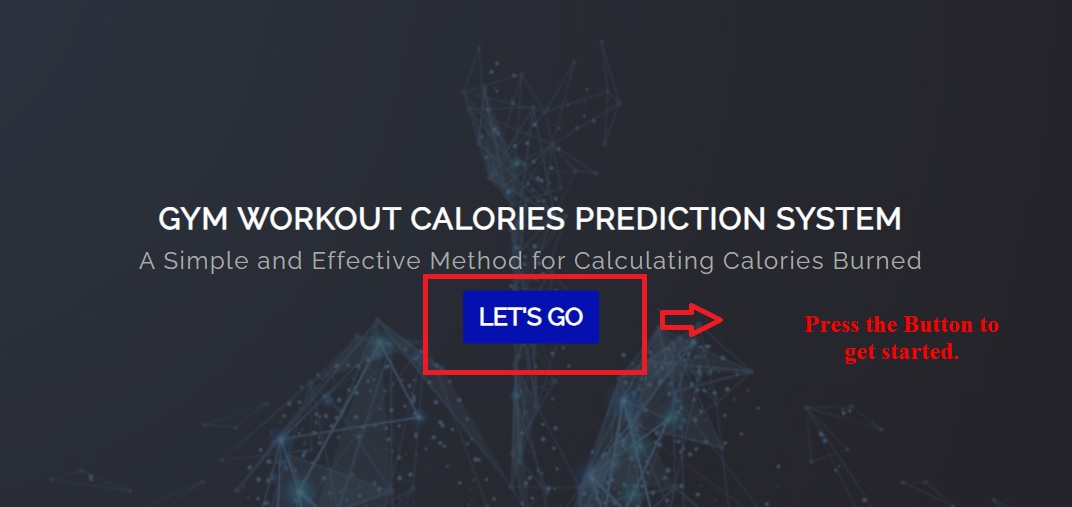 GYM WORKOUT CALORIES PREDICTION SYSTEM
A Simple and Effective Method for Calculating Calories Burned
LET'S GO
Press the Button to
get started.